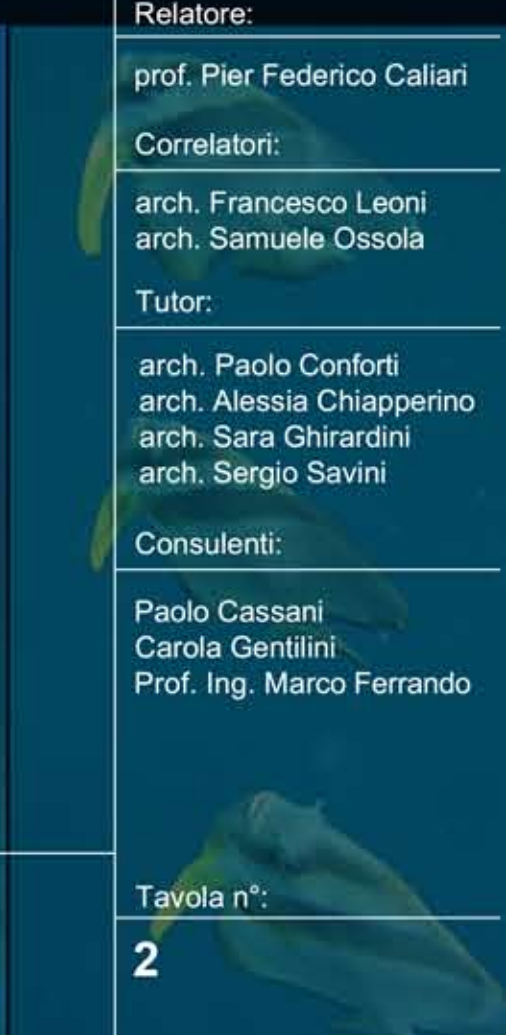 Relatore:
prof. Pier Federico Caliari
Correlatori:
arch. Francesco Leoni
arch. Samuele Ossola
Tutor:
arch. Paolo Conforti
arch. Alessia Chiapperino
arch. Sara Ghirardini
arch. Sergio Savini
Consulenti:
Paolo Cassani
Carola Gentilini
Prof. Ing. Marco Ferrando
Tavola n°:
2